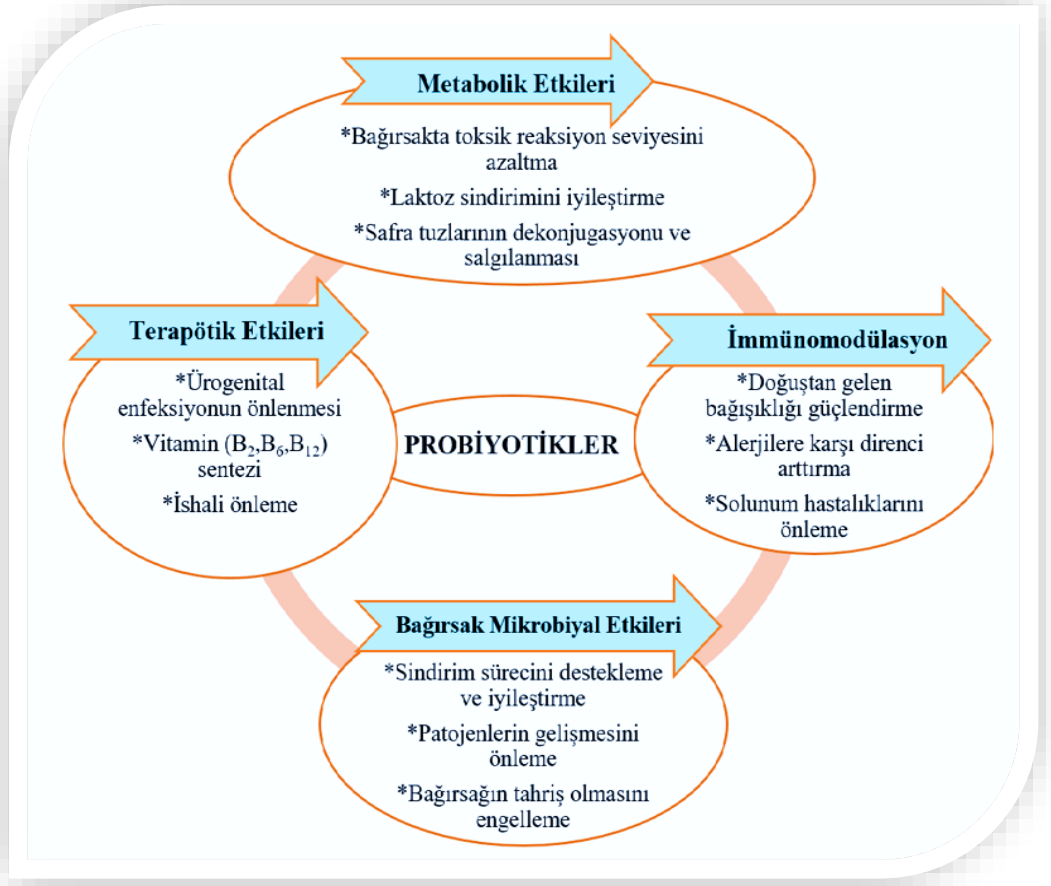 Metabolik Etkileri
*Bağırsakta toksik reaksiyon seviyesini
azaltma
*Laktoz sindirimini iyileştirme
*Safra tuzlarının dekonjugasyonu ve
salgılanması
Terapötik Etkileri
*Ürogenital
enfeksiyonun önlenmesi
*Vitamin (B₂,B₆,B₁₂)
sentezi
*İshali önleme
PROBİYOTİKLER
İmmünomodülasyon
*Doğuştan gelen
bağışıklığı güçlendirme
*Alerjilere karşı direnci
arttırma
*Solunum hastalıklarını
önleme
Bağırsak Mikrobiyal Etkileri
*Sindirim sürecini destekleme
ve iyileştirme
*Patojenlerin gelişmesini
önleme
*Bağırsağın tahriş olmasını
engelleme